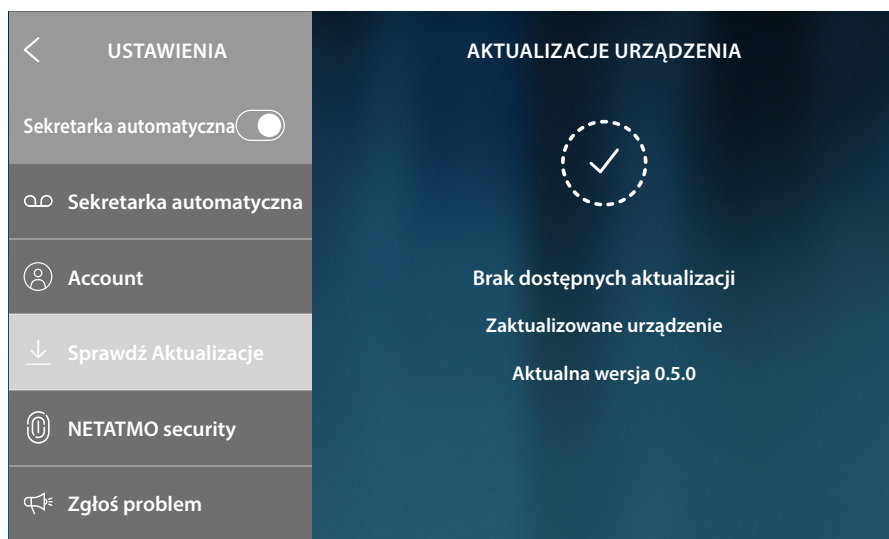 USTAWIENIA
Sekretarka automatyczna
Sekretarka automatyczna
Account
Sprawdź Aktualizacje
NETATMO security
Zgłoś problem
AKTUALIZACJE URZĄDZENIA
Brak dostępnych aktualizacji
Zaktualizowane urządzenie
Aktualna wersja 0.5.0